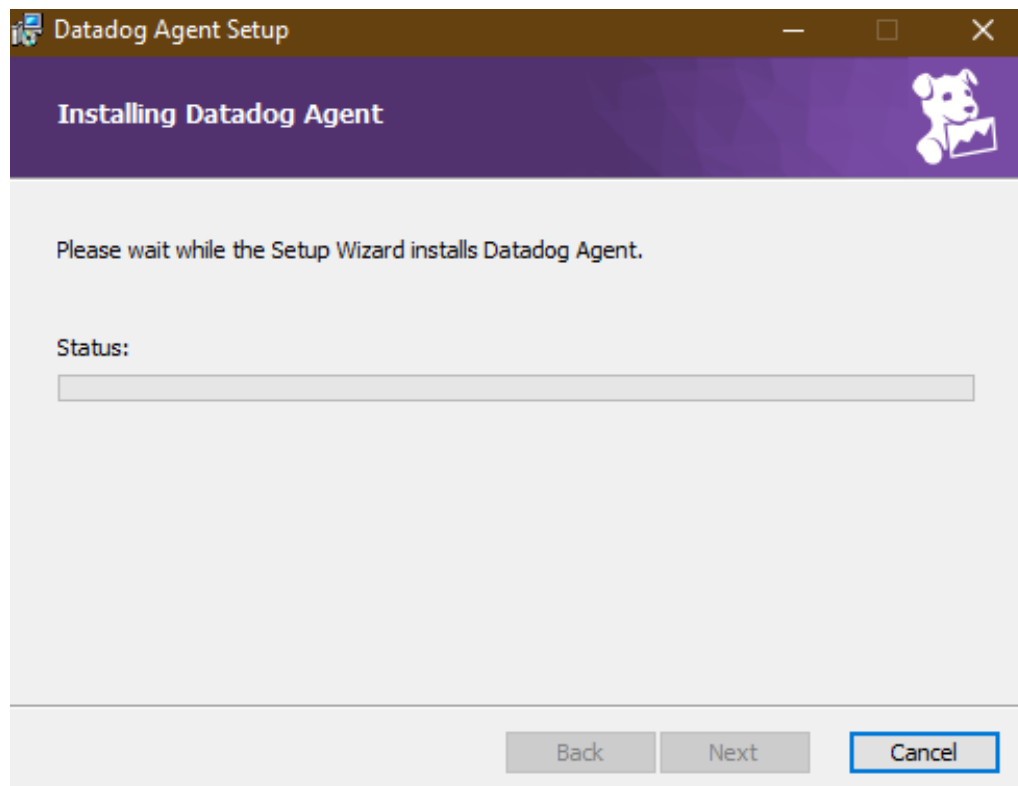 Datadog Agent Setup
Installing Datadog Agent
Please wait while the Setup Wizard installs Datadog Agent.
Status:
Back Next Cancel